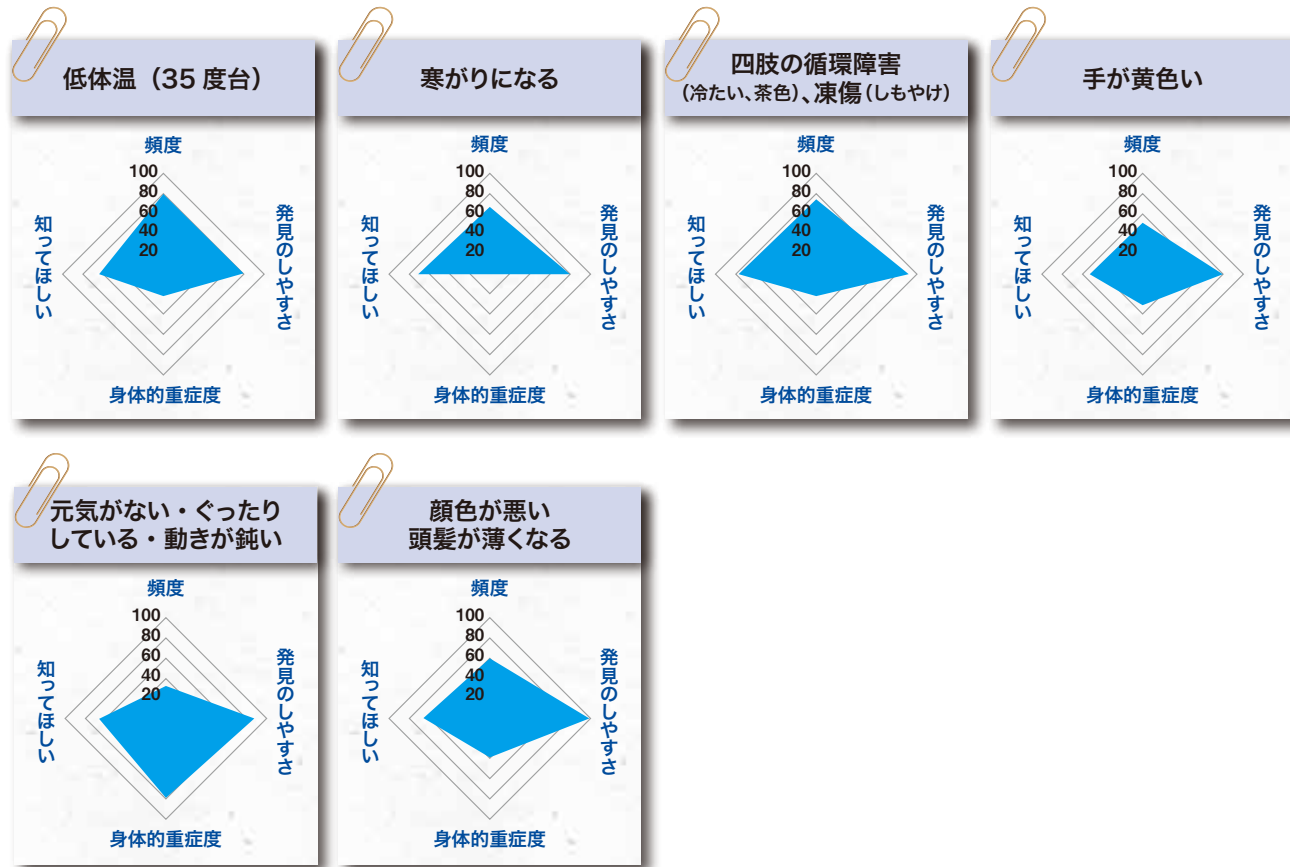 低体温（35 度台）
頻度
100
80
60
40
20
知ってほしい
発見のしやすさ
身体的重症度
寒がりになる
頻度
100
80
60
40
20
知ってほしい
発見のしやすさ
身体的重症度
四肢の循環障害
（冷たい、茶色）、凍傷（しもやけ）
頻度
100
80
60
40
20
知ってほしい
発見のしやすさ
身体的重症度
手が黄色い
頻度
100
80
60
40
20
知ってほしい
発見のしやすさ
身体的重症度
元気がない・ぐったり
している・動きが鈍い
頻度
100
80
60
40
20
知ってほしい
発見のしやすさ
身体的重症度
顔色が悪い
頭髪が薄くなる
頻度
100
80
60
40
20
知ってほしい
発見のしやすさ
身体的重症度